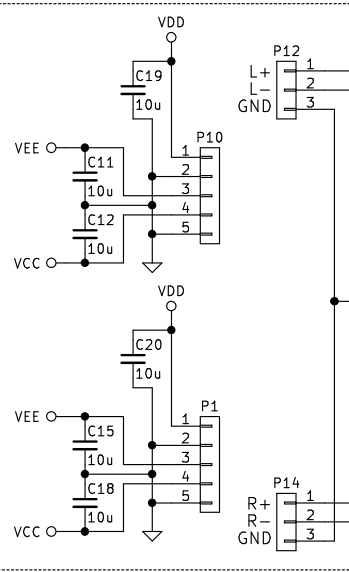 VDD
C19
10u
P10
1
2
3
4
5
VEE
C11
10u
C12
10u
VCC
P12
L+ 1
L- 2
GND 3
VDD
C20
10u
P1
1
2
3
4
5
VEE
C15
10u
C18
10u
VCC
P14
R+ 1
R- 2
GND 3